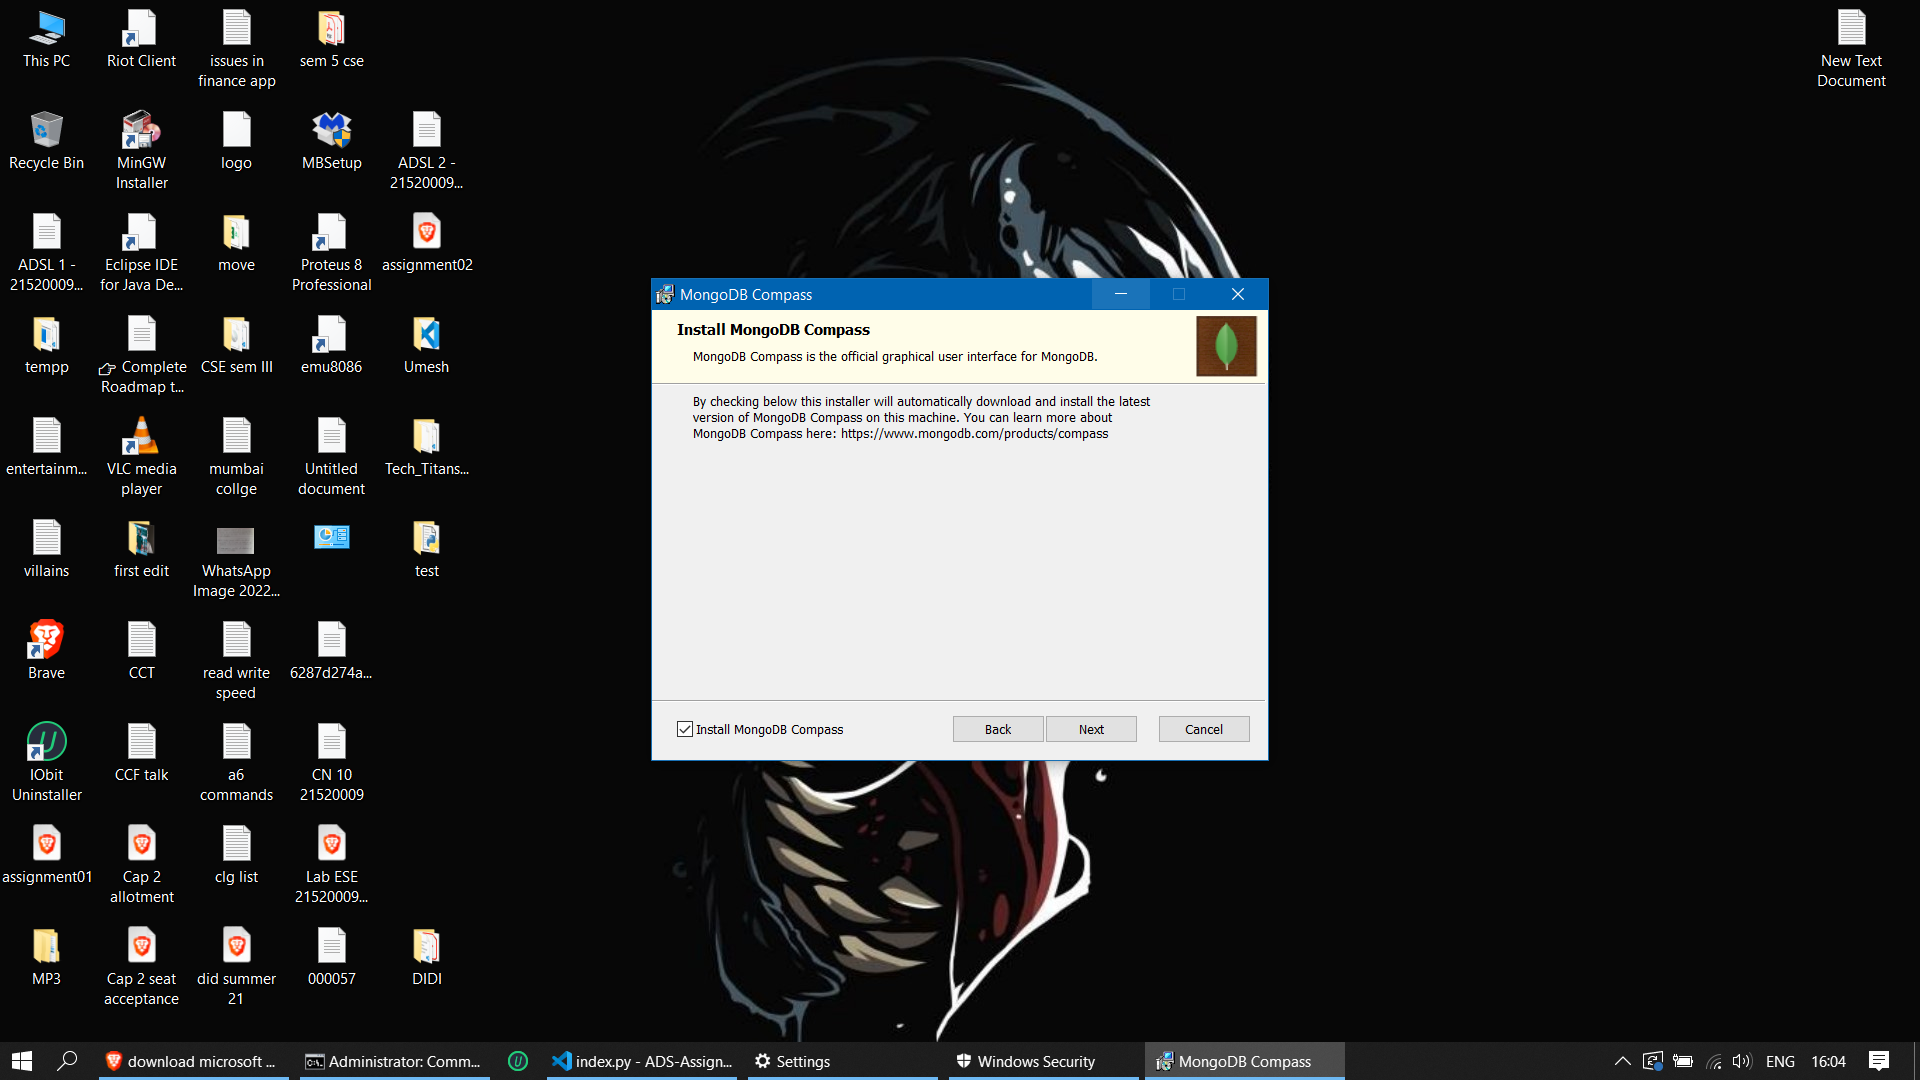 This PC
Riot Client
issues in
finance app
sem 5 cse
New Text
Document
Recycle Bin
MinGW
Installer
logo
MBSetup
ADSL 2 -
21520009...
ADSL 1 -
21520009...
Eclipse IDE
for Java De...
move
Proteus 8
Professional
assignment02
tempp
👉 Complete
Roadmap t...
CSE sem III
emu8086
Umesh
entertainm...
VLC media
player
mumbai
collge
Untitled
document
Tech_Titans...
villains
first edit
WhatsApp
Image 2022...
test
Brave
CCT
read write
speed
6287d274a...
IObit
Uninstaller
CCF talk
a6
commands
CN 10
21520009
assignment01
Cap 2
allotment
clg list
Lab ESE
21520009...
MP3
Cap 2 seat
acceptance
did summer
21
000057
DIDI
MongoDB Compass
Install MongoDB Compass
MongoDB Compass is the official graphical user interface for MongoDB.
By checking below this installer will automatically download and install the latest
version of MongoDB Compass on this machine. You can learn more about
MongoDB Compass here: https://www.mongodb.com/products/compass
Install MongoDB Compass
Back
Next
Cancel
download microsoft ...
Administrator: Comm...
index.py - ADS-Assign...
Settings
Windows Security
MongoDB Compass
ENG
16:04